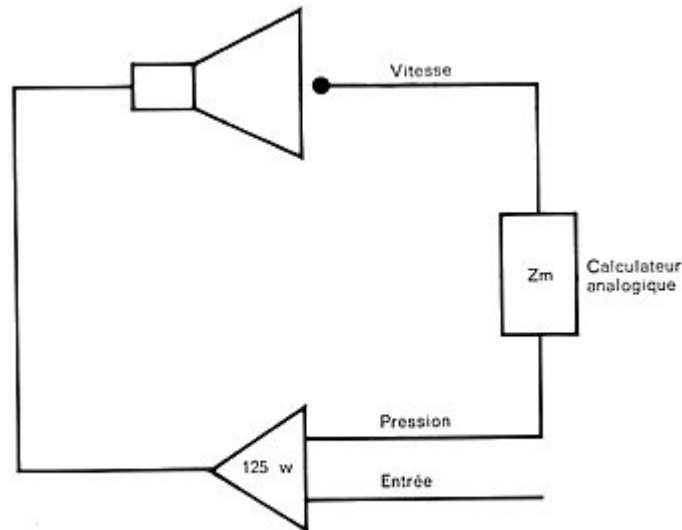 Vitesse
Zm
Calculateur
analogique
Pression
125 w
Entrée